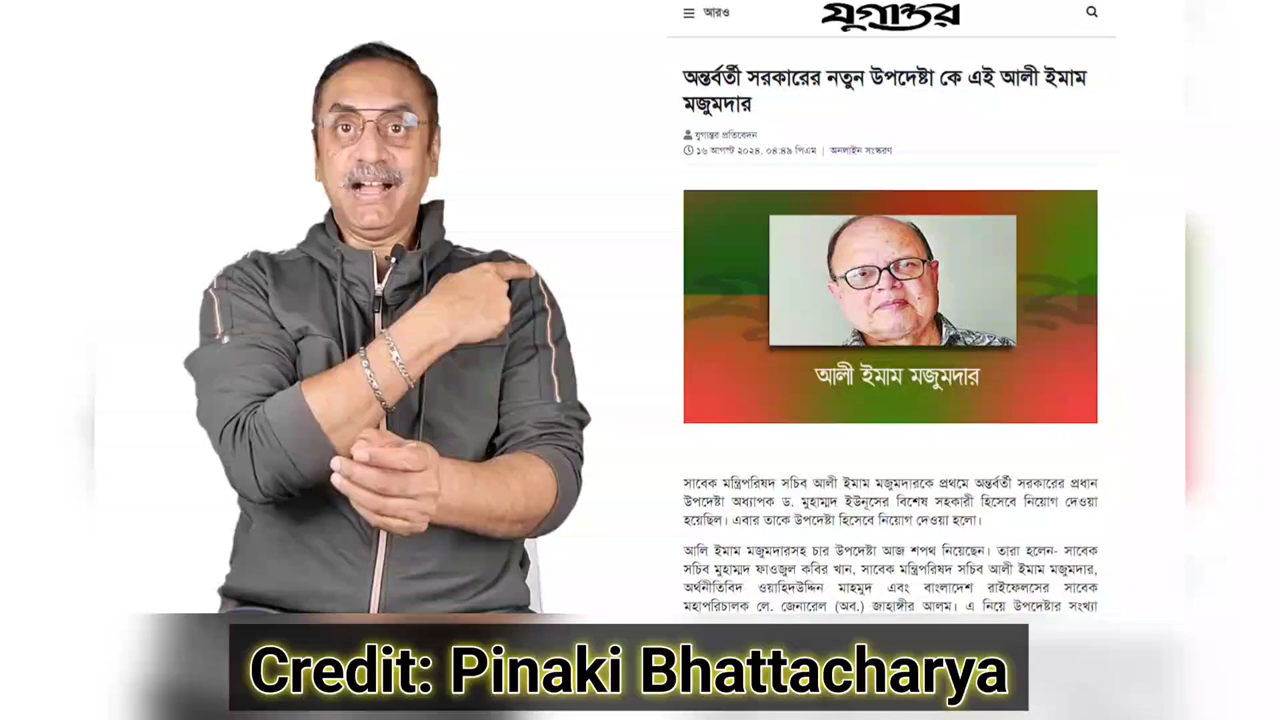 আরও
যুগান্তর
অন্তর্বর্তী সরকারের নতুন উপদেষ্টা কে এই আলী ইমাম
মজুমদার
যুগান্তর প্রতিবেদন
১৬ আগস্ট ২০২৪, ০৪:৪৯ পিএম | অনলাইন সংস্করণ
আলী ইমাম মজুমদার
সাবেক মন্ত্রিপরিষদ সচিব আলী ইমাম মজুমদারকে প্রথমে অন্তর্বর্তী সরকারের প্রধান
উপদেষ্টা অধ্যাপক ড. মুহাম্মদ ইউনূসের বিশেষ সহকারী হিসেবে নিয়োগ দেওয়া
হয়েছিল। এবার তাকে উপদেষ্টা হিসেবে নিয়োগ দেওয়া হলো।
আলি ইমাম মজুমদারসহ চার উপদেষ্টা আজ শপথ নিয়েছেন। তারা হলেন- সাবেক
সচিব মুহাম্মদ ফাওজুল কবির খান, সাবেক মন্ত্রিপরিষদ সচিব আলী ইমাম মজুমদার,
অর্থনীতিবিদ ওয়াহিদউদ্দিন মাহমুদ এবং বাংলাদেশ রাইফেলসের সাবেক
মহাপরিচালক লে. জেনারেল (অব.) জাহাঙ্গীর আলম। এ নিয়ে উপদেষ্টার সংখ্যা
Credit: Pinaki Bhattacharya